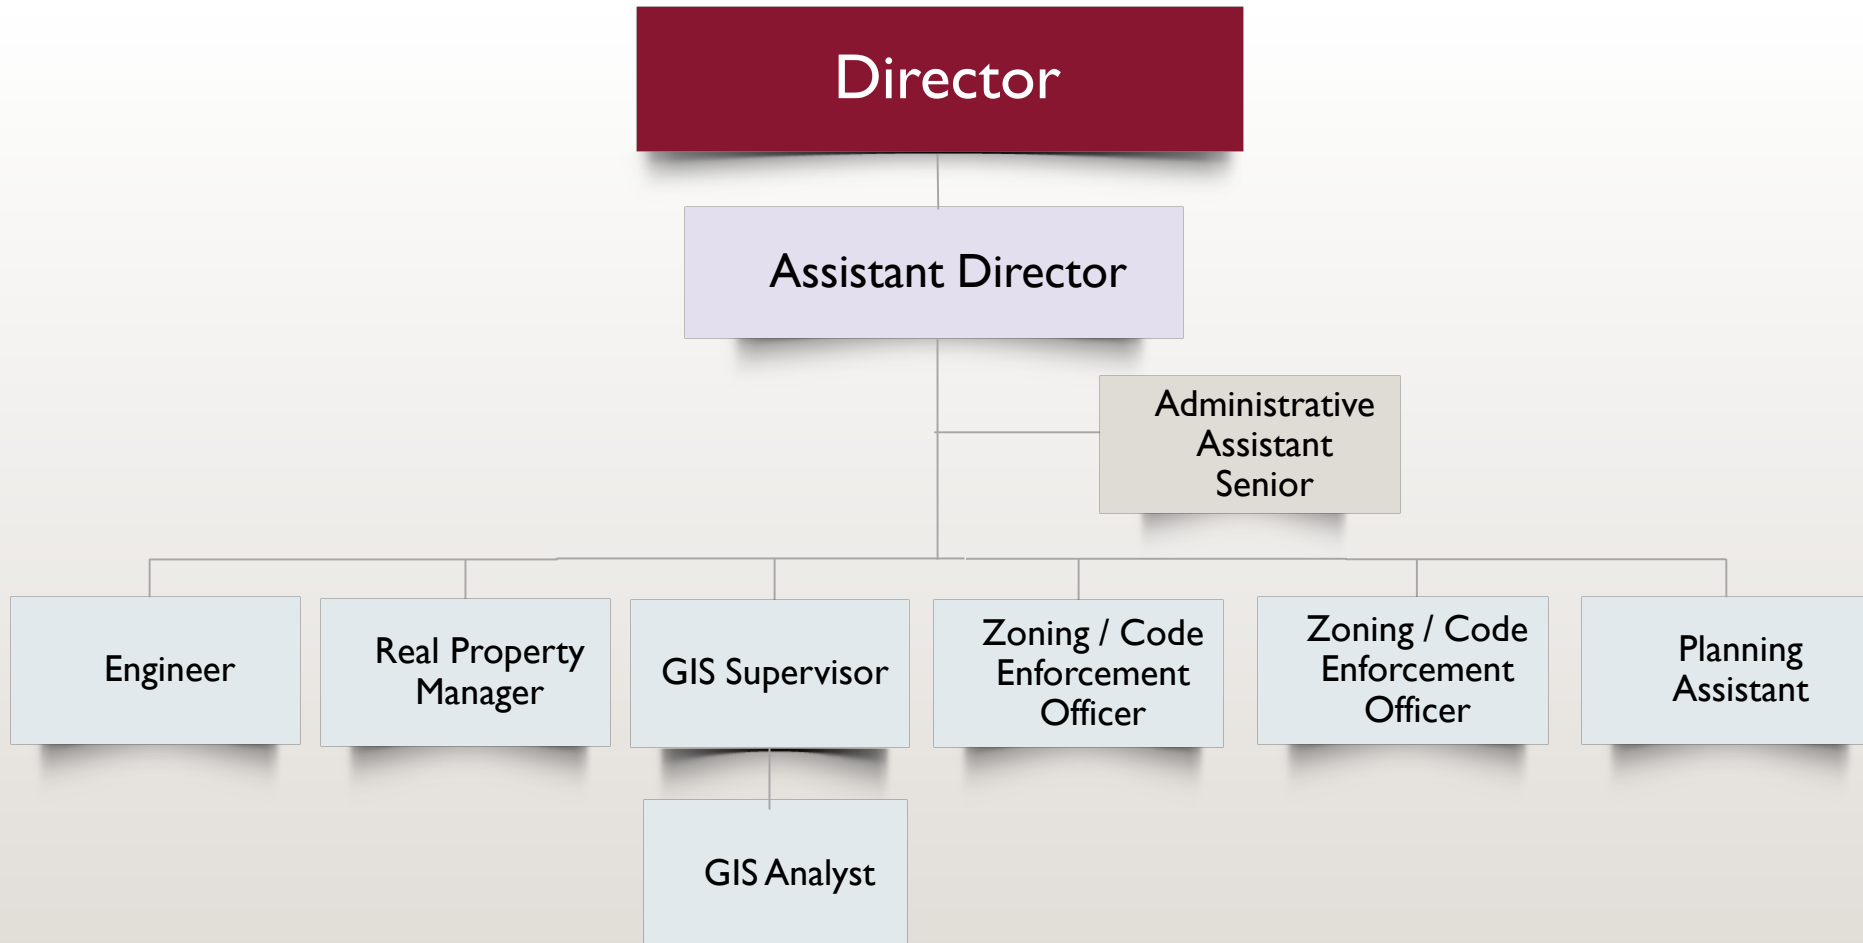 Director
Assistant Director
Administrative
Assistant
Senior
Engineer
Real Property
Manager
GIS Supervisor
Zoning / Code
Enforcement
Officer
Zoning / Code
Enforcement
Officer
Planning
Assistant
GIS Analyst